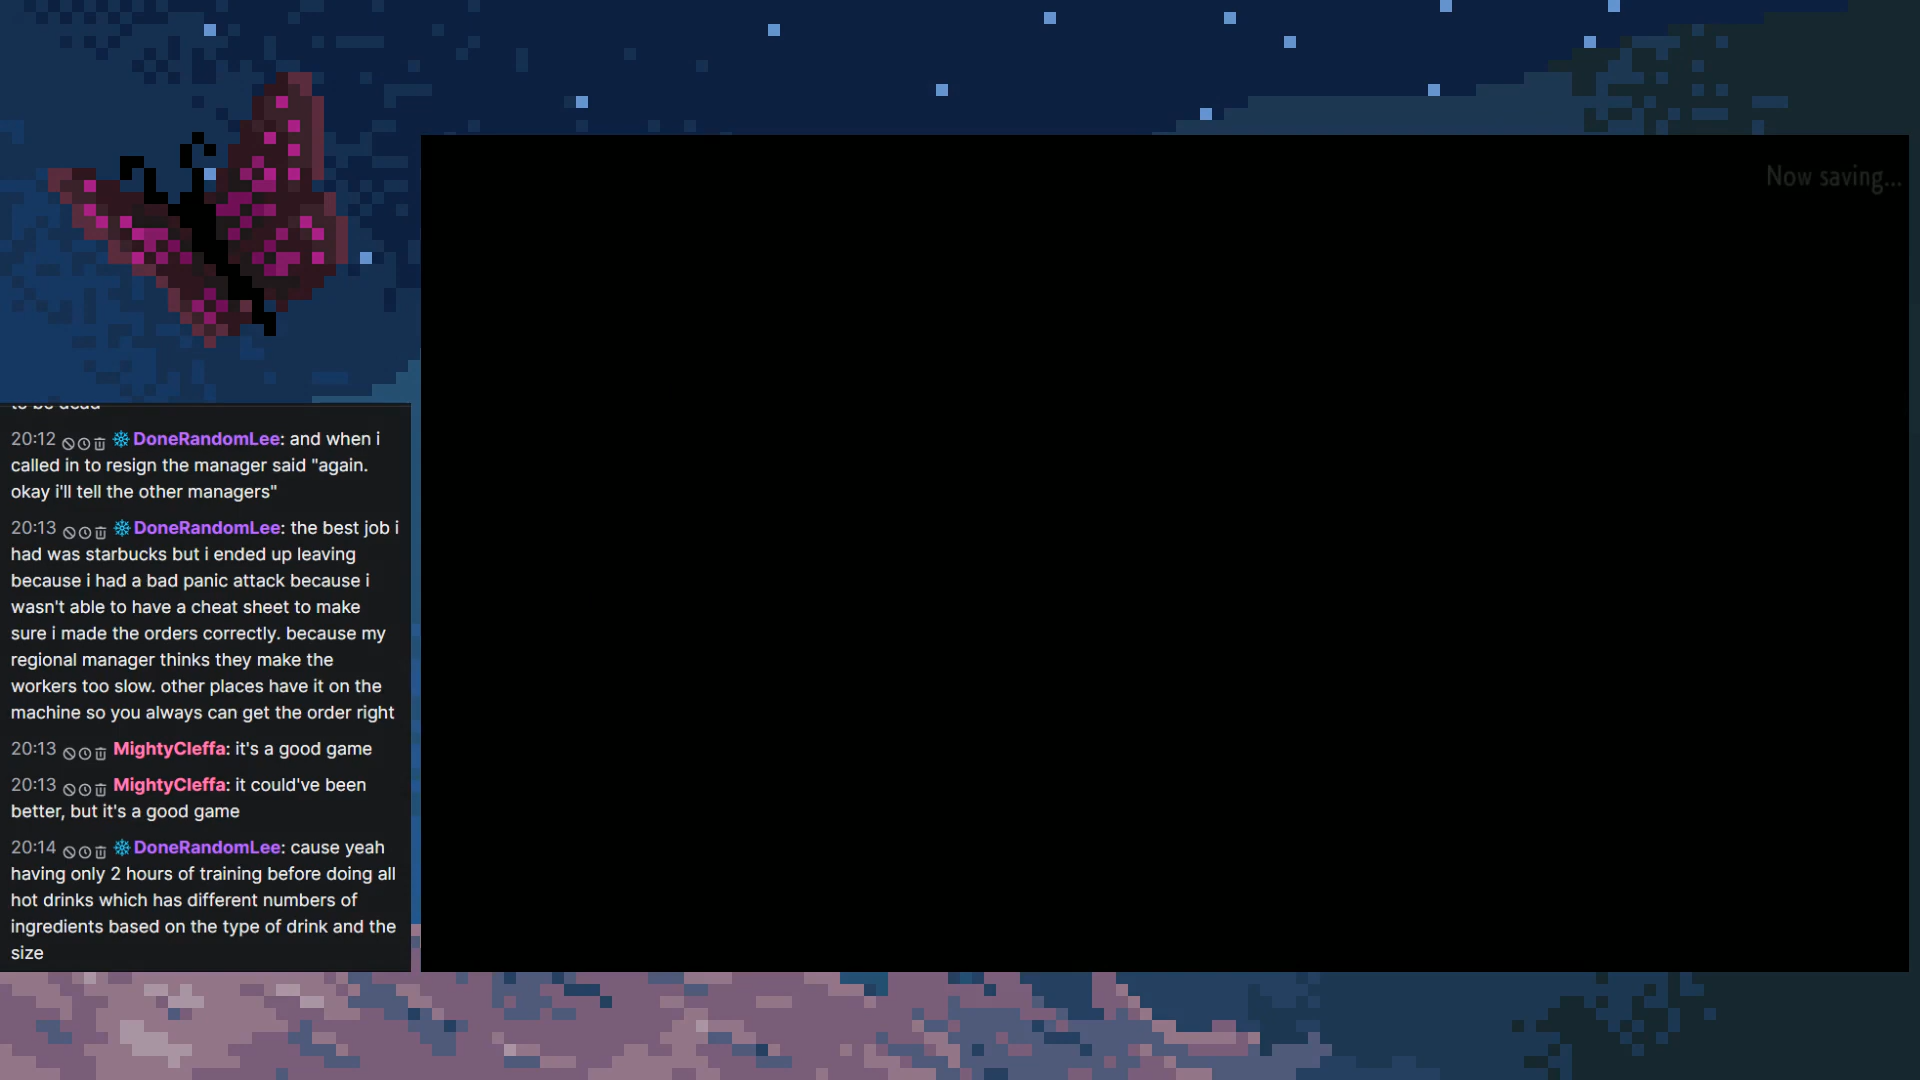 to be dead
20:12 DoneRandomLee: and when i
called in to resign the manager said "again.
okay i'll tell the other managers"
20:13 DoneRandomLee: the best job i
had was starbucks but i ended up leaving
because i had a bad panic attack because i
wasn't able to have a cheat sheet to make
sure i made the orders correctly. because my
regional manager thinks they make the
workers too slow. other places have it on the
machine so you always can get the order right
20:13 MightyCleffa: it's a good game
20:13 MightyCleffa: it could've been
better, but it's a good game
20:14 DoneRandomLee: cause yeah
having only 2 hours of training before doing all
hot drinks which has different numbers of
ingredients based on the type of drink and the
size
Now saving...